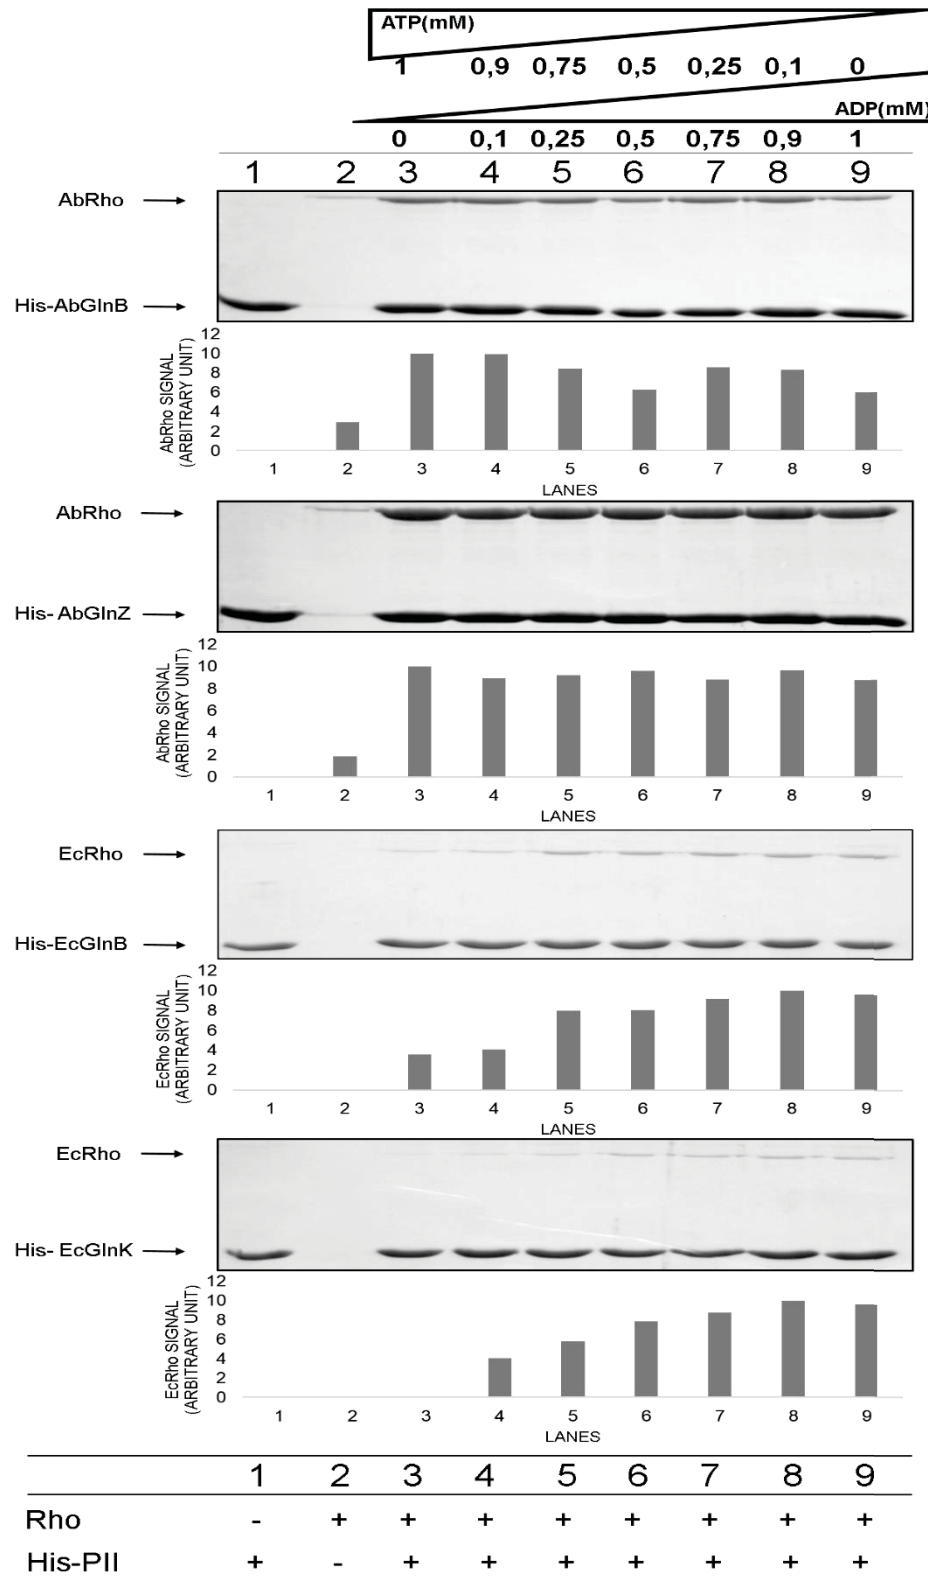 ATP(mM)
1 0,9 0,75 0,5 0,25 0,1 0
ADP(mM)
0 0,1 0,25 0,5 0,75 0,9 1
1 2 3 4 5 6 7 8 9
AbRho
His-AbGlnB
AbRho SIGNAL
(ARBITRARY UNIT)
12
10
8
6
4
2
0
1 2 3 4 5 6 7 8 9
LANES
AbRho
His- AbGlnZ
AbRho SIGNAL
(ARBITRARY UNIT)
12
10
8
6
4
2
0
1 2 3 4 5 6 7 8 9
LANES
EcRho
His-EcGlnB
EcRho SIGNAL
(ARBITRARY UNIT)
12
10
8
6
4
2
0
1 2 3 4 5 6 7 8 9
LANES
EcRho
His- EcGlnK
EcRho SIGNAL
(ARBITRARY UNIT)
12
10
8
6
4
2
0
1 2 3 4 5 6 7 8 9
LANES
1 2 3 4 5 6 7 8 9
Rho - + + + + + + + +
His-PII + - + + + + + + +